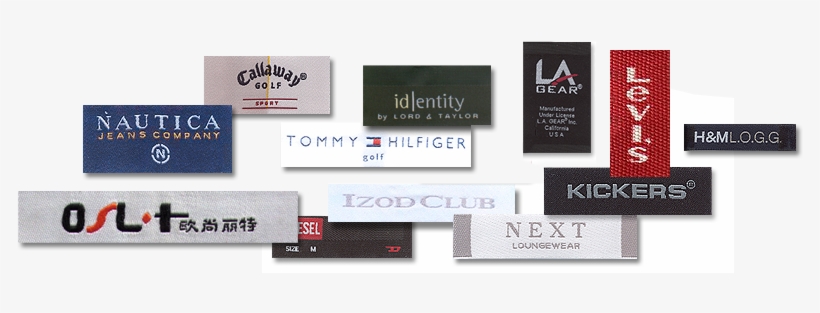 Callaway®
GOLF
SPORT
id|entity
by LORD & TAYLOR
LA
GEAR®
Manufactured
Under License
L.A. GEAR® Inc.
California
USA
LEVI'S
H&M L.O.G.G.
NAUTICA
JEANS COMPANY
N
TOMMY HILFIGER
golf
KICKERS®
IZOD CLUB
OSL·t 欧尚丽特
ESEL
SIZE M
NEXT
LOUNGEWEAR